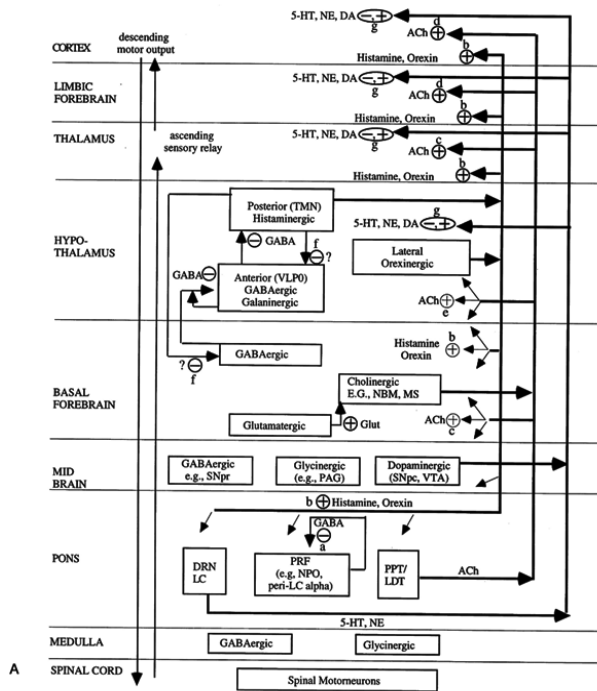 descending
motor output
5-HT, NE, DA
−,+
g
d
ACh
+
b
CORTEX
Histamine, Orexin
+
LIMBIC
FOREBRAIN
5-HT, NE, DA
−,+
g
d
ACh
+
b
Histamine, Orexin
+
THALAMUS
ascending
sensory relay
5-HT, NE, DA
−,+
g
c
ACh
+
b
Histamine, Orexin
+
HYPO-
THALAMUS
Posterior (TMN)
Histaminergic
g
5-HT, NE, DA
−,+
− GABA
f
− ?
Lateral
Orexinergic
GABA −
Anterior (VLP0)
GABAergic
Galaninergic
ACh +
e
b
Histamine
Orexin
+
GABAergic
? −
f
BASAL
FOREBRAIN
Cholinergic
E.G., NBM, MS
Glutamatergic
+ Glut
ACh +
c
MID
BRAIN
GABAergic
e.g., SNpr
Glycinergic
(e.g., PAG)
Dopaminergic
(SNpc, VTA)
b + Histamine, Orexin
GABA
−
a
PONS
DRN
LC
PRF
(e.g, NPO,
peri-LC alpha)
PPT/
LDT
ACh
5-HT, NE
MEDULLA
GABAergic
Glycinergic
A
SPINAL CORD
Spinal Motorneurons